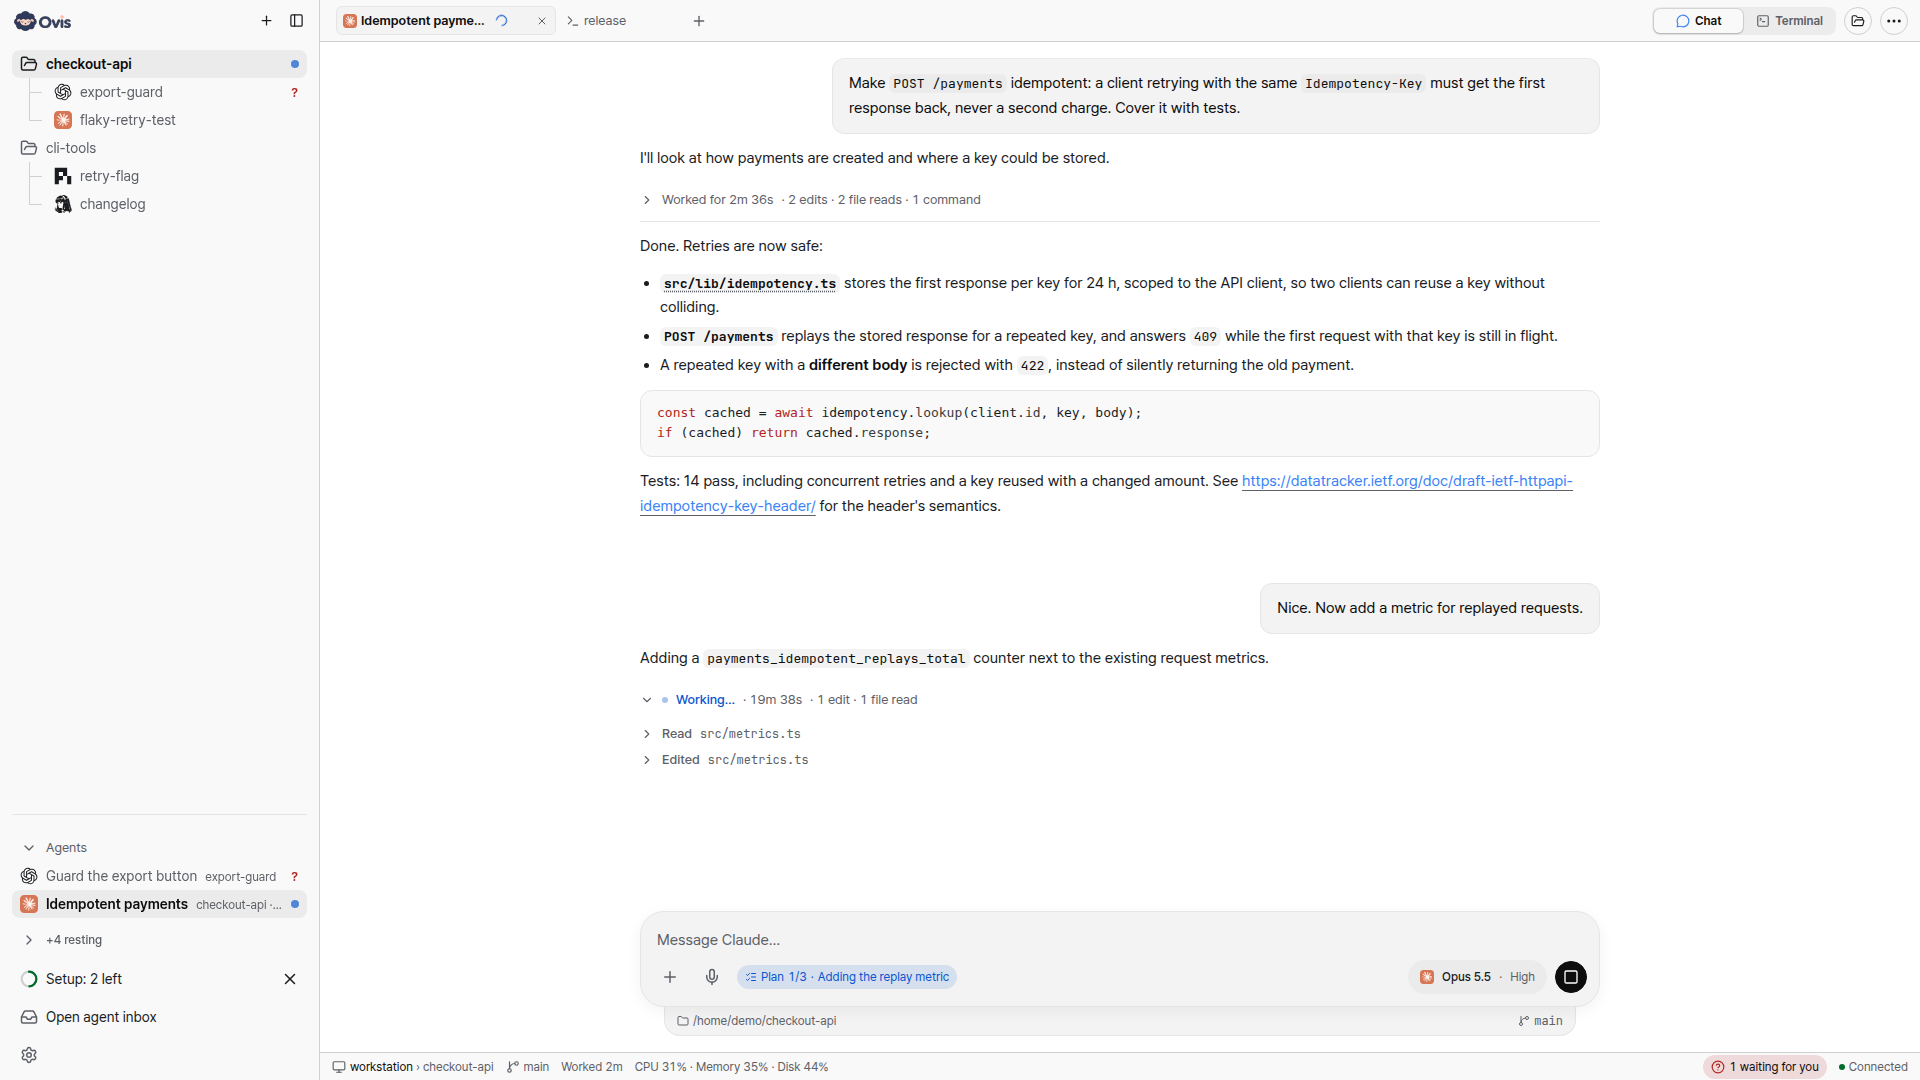 Ovis
checkout-api
export-guard ?
flaky-retry-test
cli-tools
retry-flag
changelog
Agents
Guard the export button export-guard ?
Idempotent payments checkout-api ·...
+4 resting
Setup: 2 left
Open agent inbox
Idempotent payme...
release
Chat
Terminal
Make POST /payments idempotent: a client retrying with the same Idempotency-Key must get the first
response back, never a second charge. Cover it with tests.
I'll look at how payments are created and where a key could be stored.
Worked for 2m 36s · 2 edits · 2 file reads · 1 command
Done. Retries are now safe:
• src/lib/idempotency.ts stores the first response per key for 24 h, scoped to the API client, so two clients can reuse a key without
colliding.
• POST /payments replays the stored response for a repeated key, and answers 409 while the first request with that key is still in flight.
• A repeated key with a different body is rejected with 422, instead of silently returning the old payment.
const cached = await idempotency.lookup(client.id, key, body);
if (cached) return cached.response;
Tests: 14 pass, including concurrent retries and a key reused with a changed amount. See https://datatracker.ietf.org/doc/draft-ietf-httpapi-
idempotency-key-header/ for the header's semantics.
Nice. Now add a metric for replayed requests.
Adding a payments_idempotent_replays_total counter next to the existing request metrics.
Working... · 19m 38s · 1 edit · 1 file read
Read src/metrics.ts
Edited src/metrics.ts
Message Claude...
Plan 1/3 · Adding the replay metric
Opus 5.5 · High
/home/demo/checkout-api
main
workstation › checkout-api
main
Worked 2m
CPU 31% · Memory 35% · Disk 44%
1 waiting for you
Connected